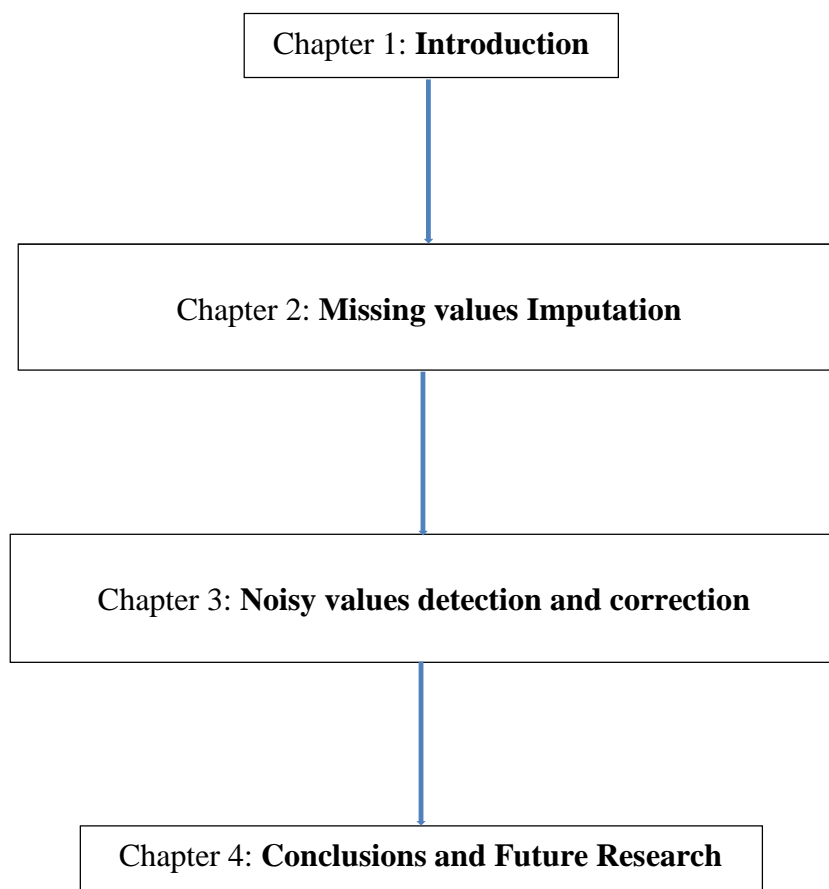 Chapter 1: Introduction
Chapter 2: Missing values Imputation
Chapter 3: Noisy values detection and correction
Chapter 4: Conclusions and Future Research